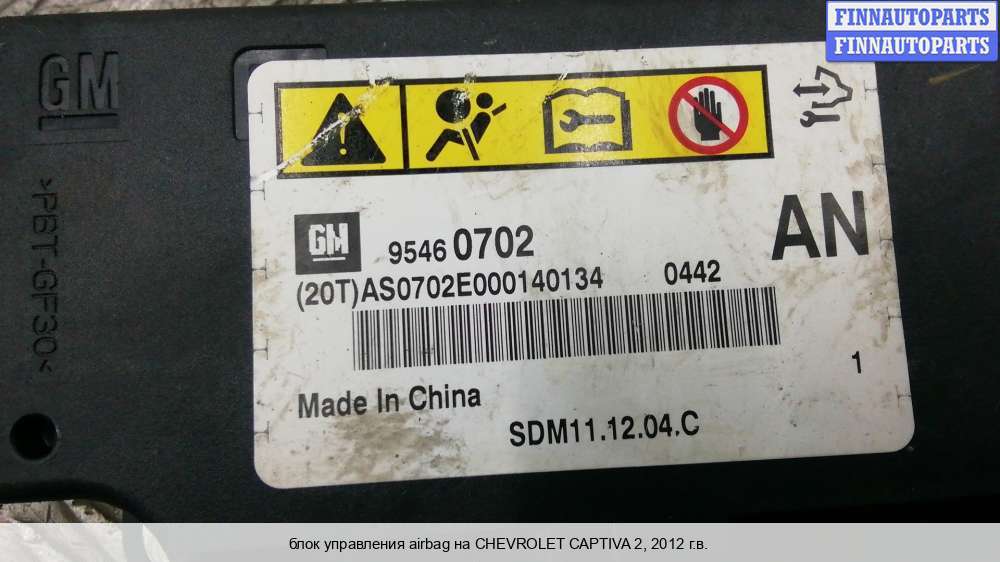 FINNAUTOPARTS
FINNAUTOPARTS
GM
>PBT-GF30<
GM 9546 0702 AN
(20T)AS0702E000140134 0442
1
Made In China
SDM11.12.04.C
блок управления airbag на CHEVROLET CAPTIVA 2, 2012 г.в.